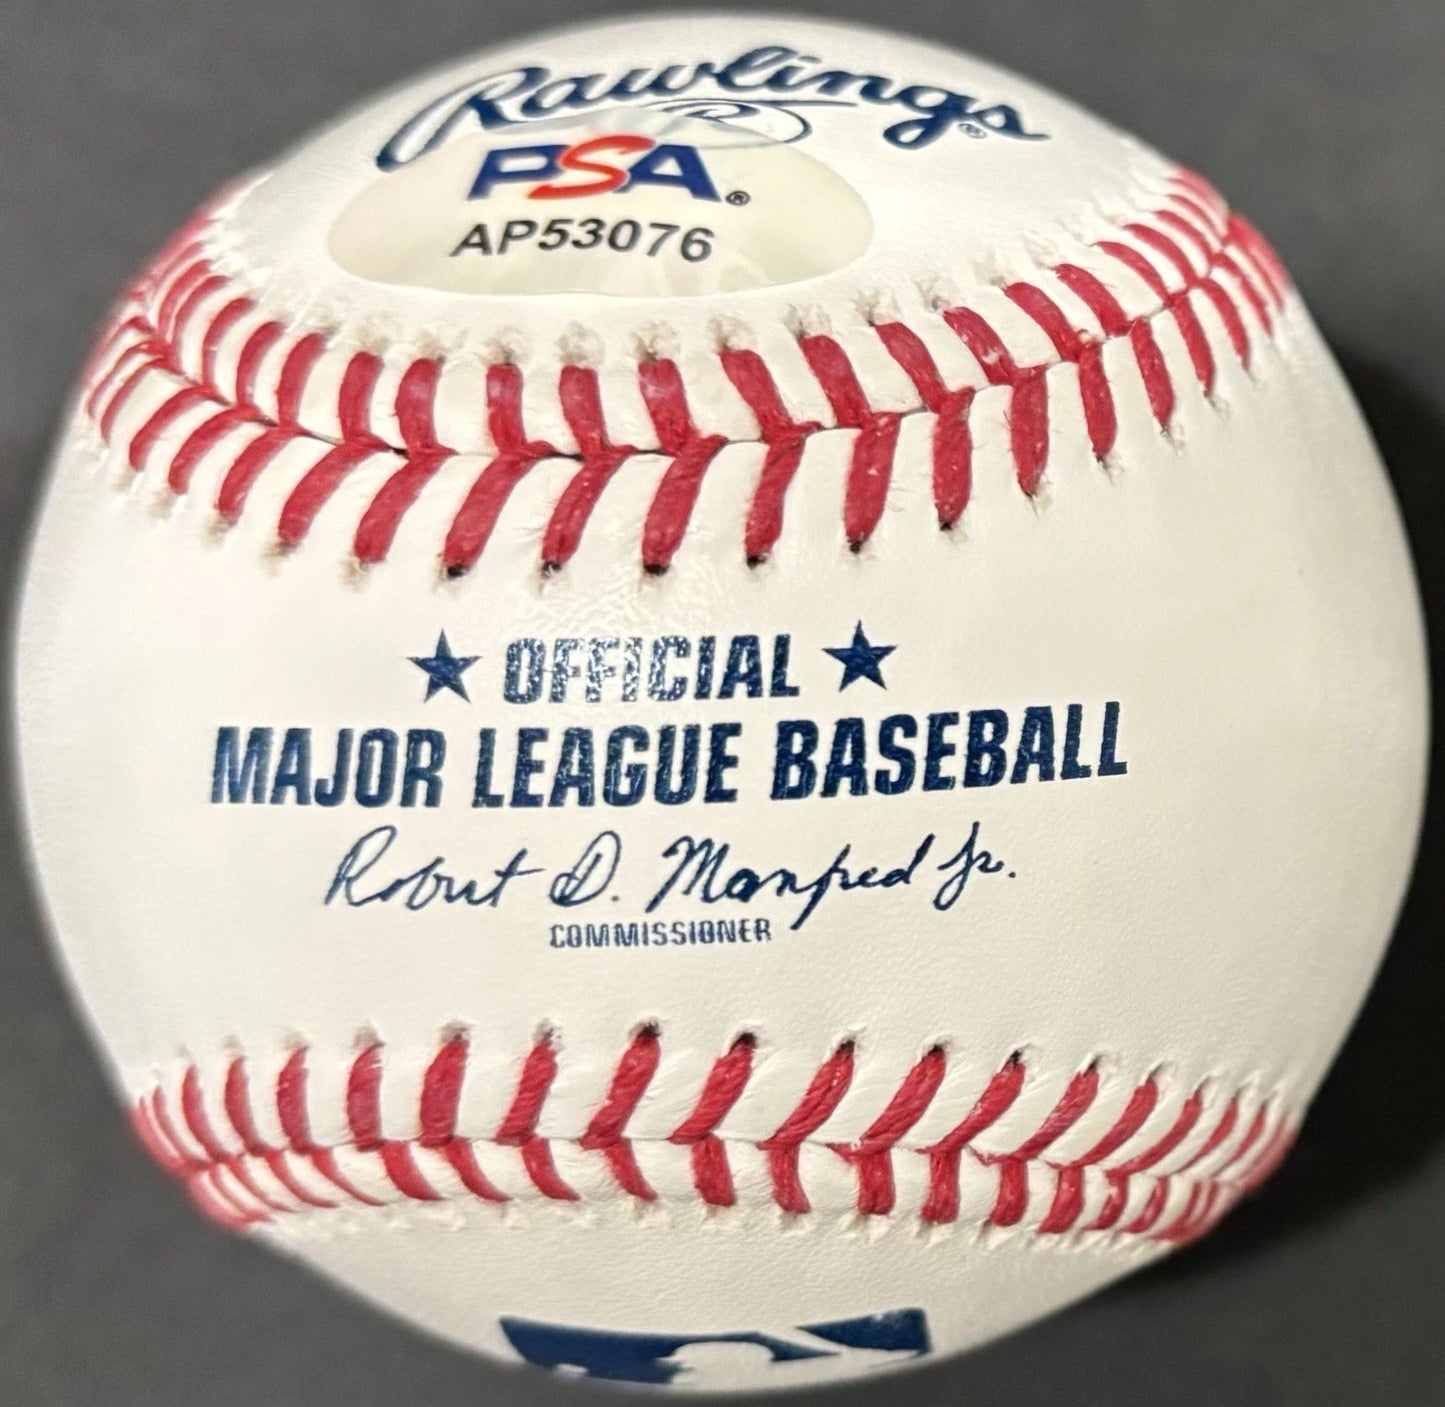 Rawlings®
R
PSA®
AP53076
★ OFFICIAL ★
MAJOR LEAGUE BASEBALL
Robert D. Manfred Jr.
COMMISSIONER